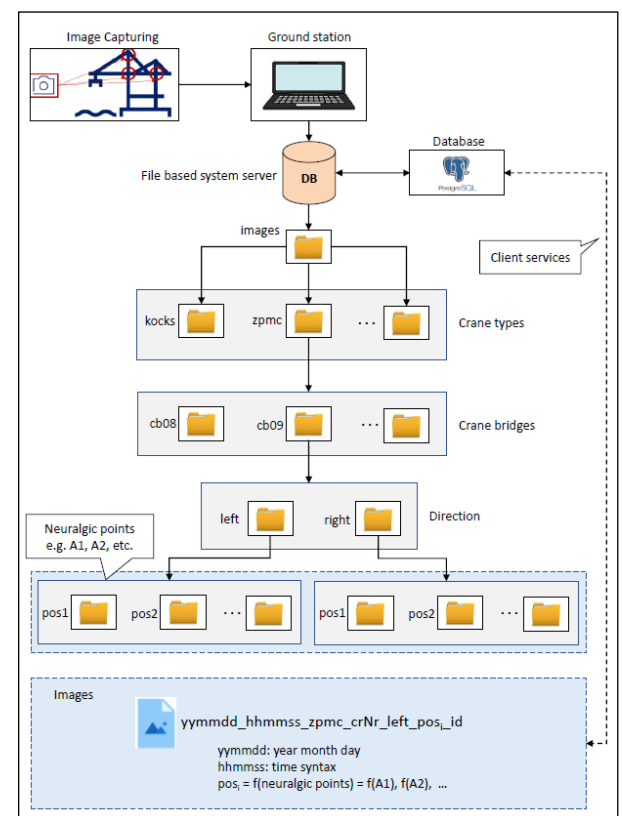 Image Capturing
Ground station
File based system server
DB
Database
PostgreSQL
images
Client services
kocks
zpmc
...
Crane types
cb08
cb09
...
Crane bridges
left
right
Direction
Neuralgic points
e.g. A1, A2, etc.
pos1
pos2
...
pos1
pos2
...
Images
yymmdd_hhmmss_zpmc_crNr_left_posᵢ_id
yymmdd: year month day
hhmmss: time syntax
posᵢ = f(neuralgic points) = f(A1), f(A2), ...